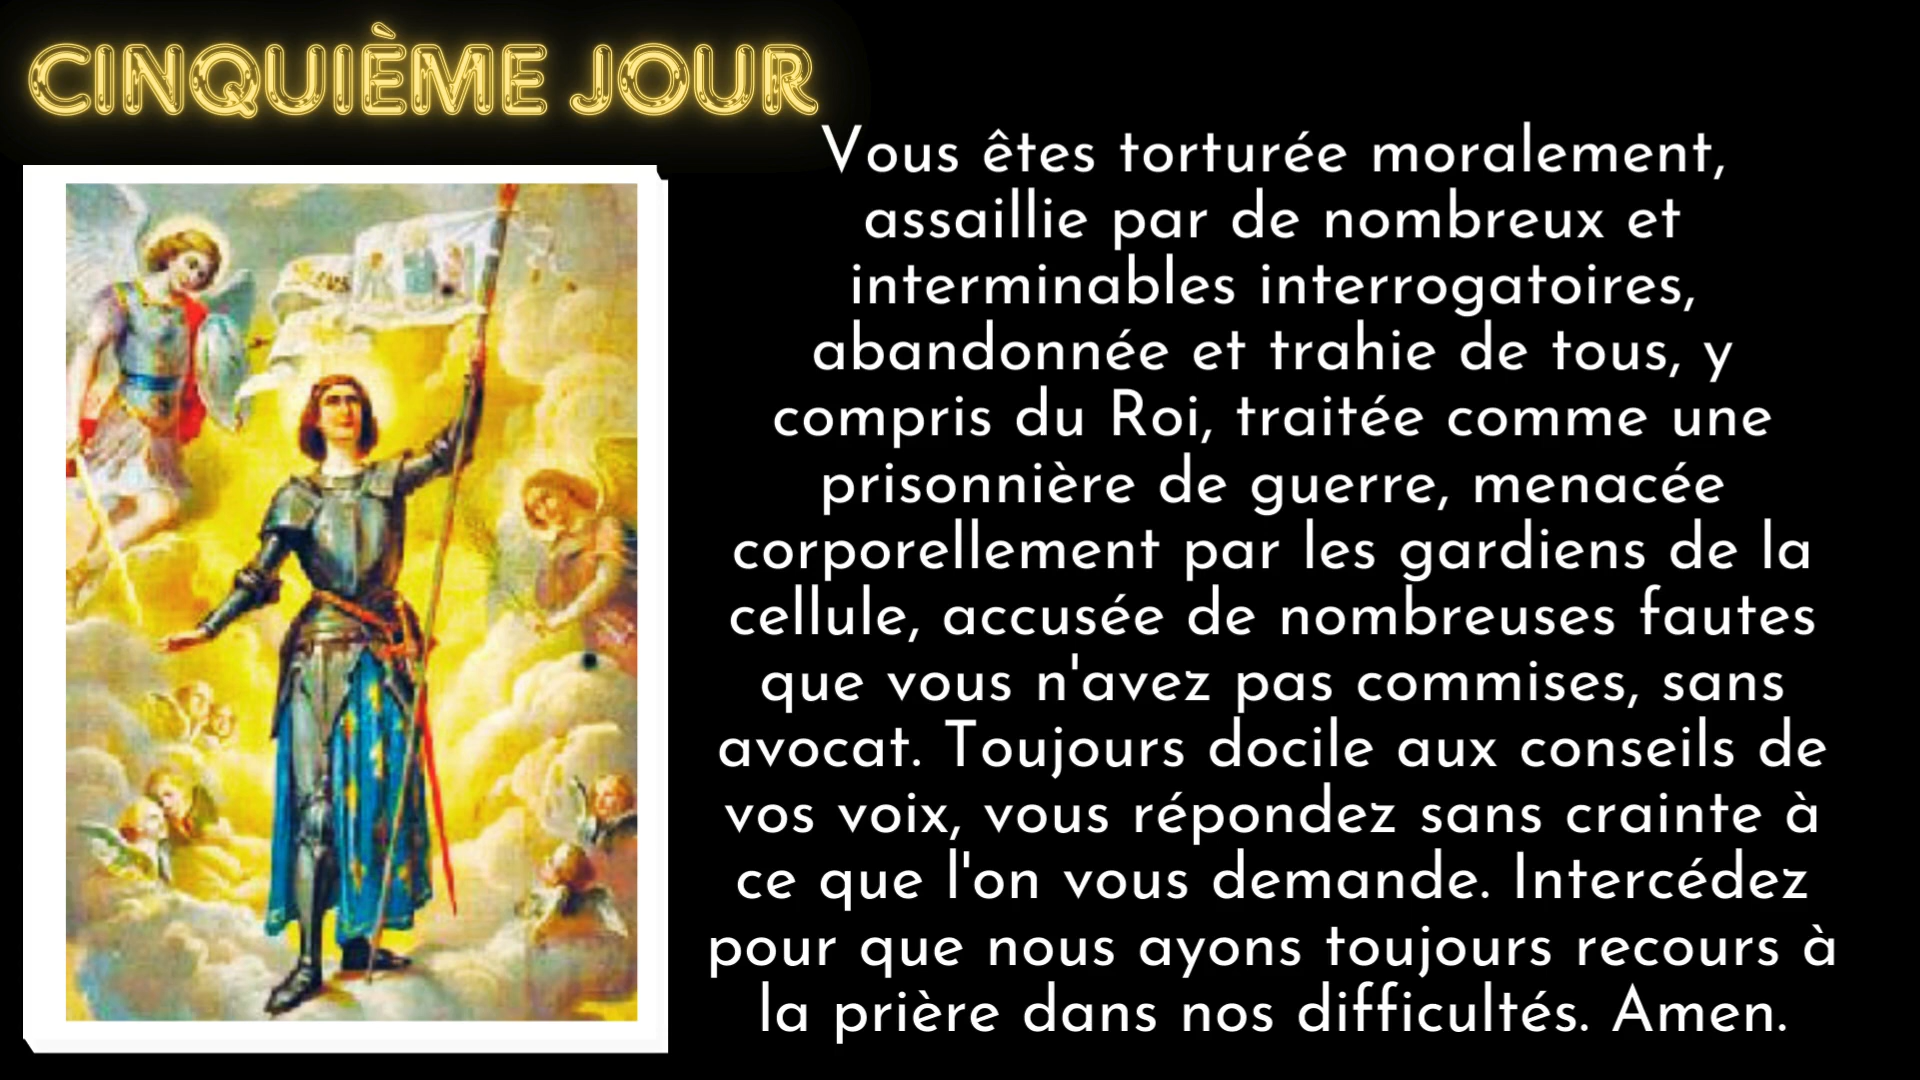 CINQUIÈME JOUR
Vous êtes torturée moralement,
assaillie par de nombreux et
interminables interrogatoires,
abandonnée et trahie de tous, y
compris du Roi, traitée comme une
prisonnière de guerre, menacée
corporellement par les gardiens de la
cellule, accusée de nombreuses fautes
que vous n'avez pas commises, sans
avocat. Toujours docile aux conseils de
vos voix, vous répondez sans crainte à
ce que l'on vous demande. Intercédez
pour que nous ayons toujours recours à
la prière dans nos difficultés. Amen.